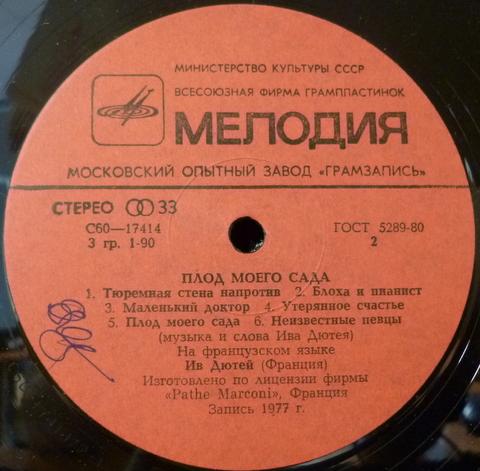 МИНИСТЕРСТВО КУЛЬТУРЫ СССР
ВСЕСОЮЗНАЯ ФИРМА ГРАМПЛАСТИНОК
МЕЛОДИЯ
МОСКОВСКИЙ ОПЫТНЫЙ ЗАВОД «ГРАМЗАПИСЬ»
СТЕРЕО 33
С60—17414 ГОСТ 5289-80
3 гр. 1-90 2
ПЛОД МОЕГО САДА
1. Тюремная стена напротив 2. Блоха и пианист
3. Маленький доктор 4. Утерянное счастье
5. Плод моего сада 6. Неизвестные певцы
(музыка и слова Ива Дютея)
На французском языке
Ив Дютей (Франция)
Изготовлено по лицензии фирмы
«Pathe Marconi», Франция
Запись 1977 г.